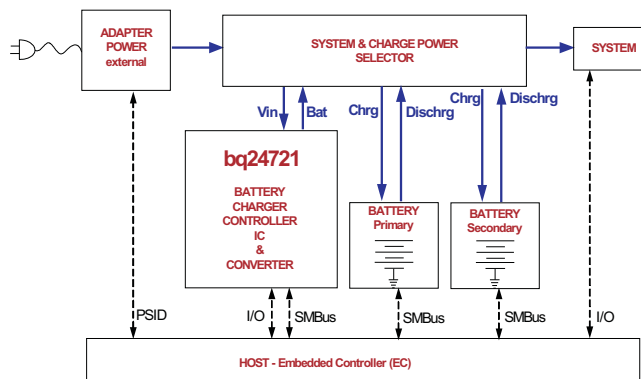 ADAPTER
POWER
external
SYSTEM & CHARGE POWER
SELECTOR
SYSTEM
Vin
Bat
Chrg
Dischrg
Chrg
Dischrg
bq24721
BATTERY
CHARGER
CONTROLLER
IC
&
CONVERTER
BATTERY
Primary
BATTERY
Secondary
PSID
I/O
SMBus
SMBus
SMBus
I/O
HOST - Embedded Controller (EC)